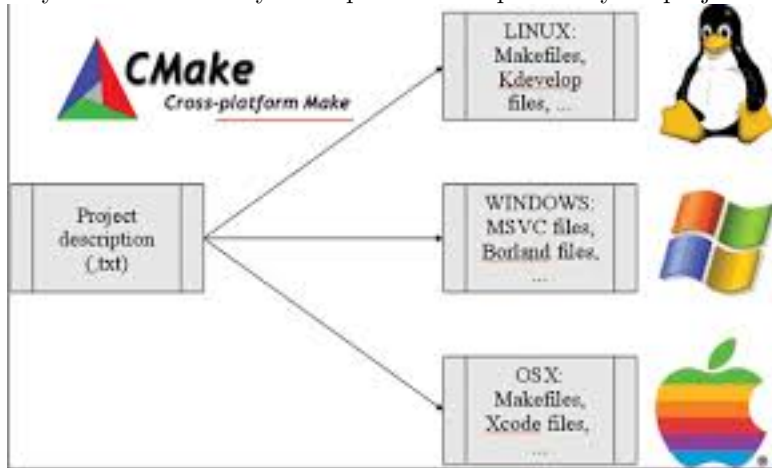 CMake
Cross-platform Make
Project
description
(.txt)
LINUX:
Makefiles,
Kdevelop
files, ...
WINDOWS:
MSVC files,
Borland files,
...
OSX:
Makefiles,
Xcode files,
...
®